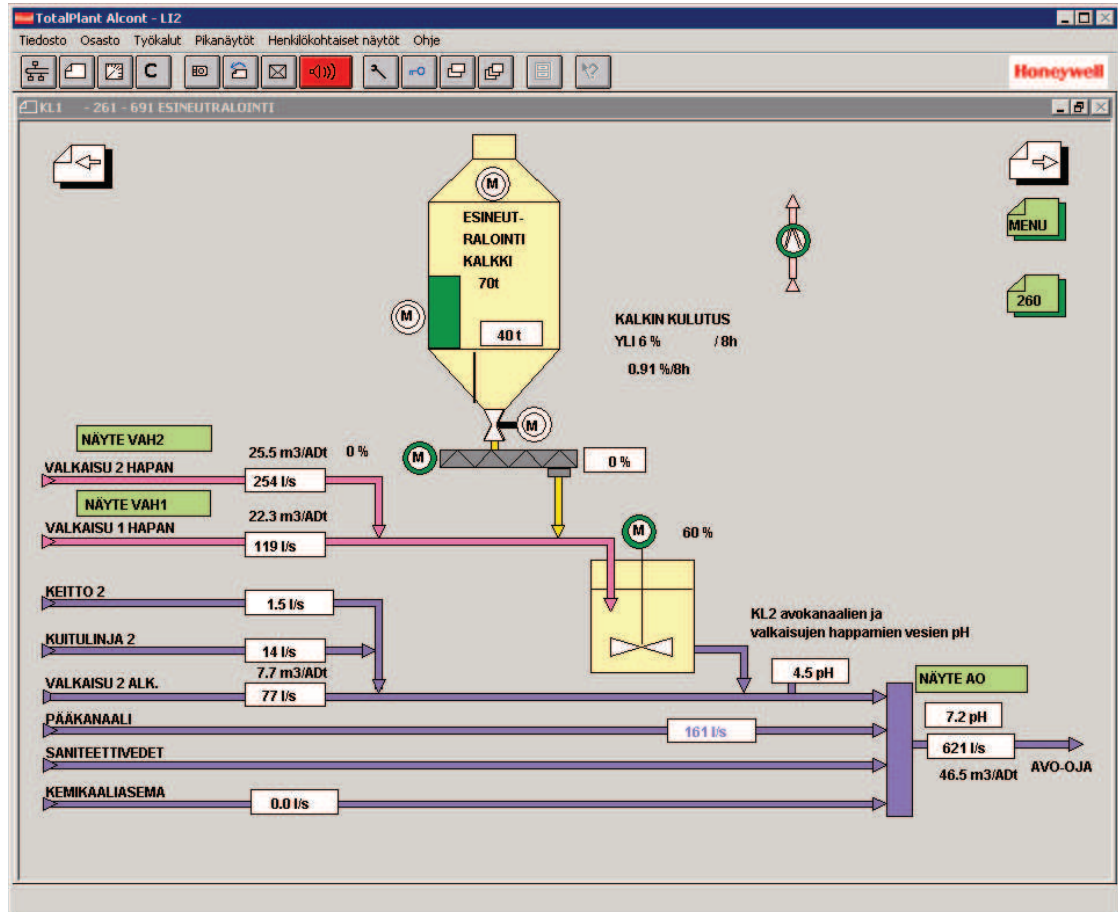 TotalPlant Alcont - LI2
Tiedosto Osasto Työkalut Pikanäytöt Henkilökohtaiset näytöt Ohje
C
Honeywell
KL1 - 261 - 691 ESINEUTRALOINTI
M
ESINEUT-
RALOINTI
KALKKI
70t
MENU
260
M
40 t
KALKIN KULUTUS
YLI 6 % / 8h
0.91 %/8h
M
NÄYTE VAH2
25.5 m3/ADt 0 %
M
0 %
VALKAISU 2 HAPAN
254 l/s
NÄYTE VAH1
22.3 m3/ADt
VALKAISU 1 HAPAN
119 l/s
M
60 %
KEITTO 2
1.5 l/s
KL2 avokanaalien ja
valkaisujen happamien vesien pH
KUITULINJA 2
14 l/s
7.7 m3/ADt
4.5 pH
NÄYTE AO
VALKAISU 2 ALK.
77 l/s
PÄÄKANAALI
161 l/s
7.2 pH
SANITEETTIVEDET
621 l/s
AVO-OJA
46.5 m3/ADt
KEMIKAALIASEMA
0.0 l/s